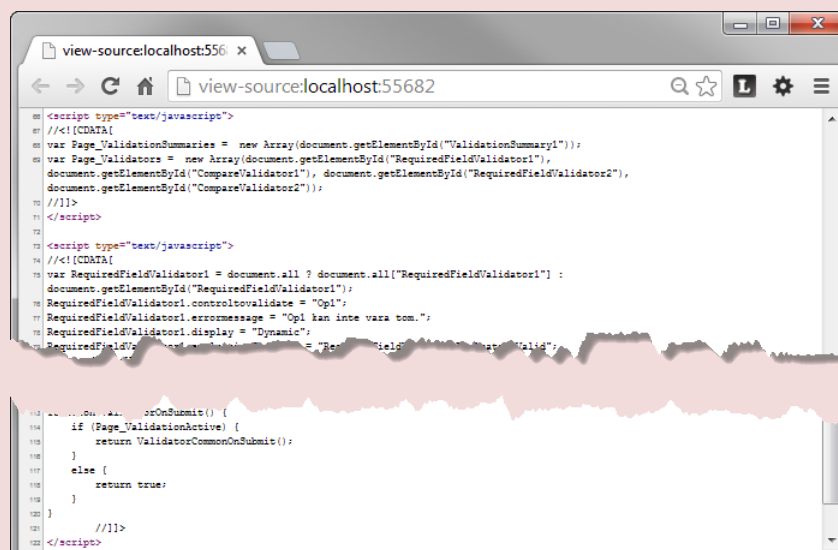 view-source:localhost:556
view-source:localhost:55682
66 <script type="text/javascript">
67 //<![CDATA[
68 var Page_ValidationSummaries =  new Array(document.getElementById("ValidationSummary1"));
69 var Page_Validators =  new Array(document.getElementById("RequiredFieldValidator1"),
document.getElementById("CompareValidator1"), document.getElementById("RequiredFieldValidator2"),
document.getElementById("CompareValidator2"));
70 //]]>
71 </script>
72
73 <script type="text/javascript">
74 //<![CDATA[
75 var RequiredFieldValidator1 = document.all ? document.all["RequiredFieldValidator1"] :
document.getElementById("RequiredFieldValidator1");
76 RequiredFieldValidator1.controltovalidate = "Op1";
77 RequiredFieldValidator1.errormessage = "Op1 kan inte vara tom.";
78 RequiredFieldValidator1.display = "Dynamic";
114 if (Page_ValidationActive) {
115 return ValidatorCommonOnSubmit();
116 }
117 else {
118 return true;
119 }
120 }
121 //]]>
122 </script>